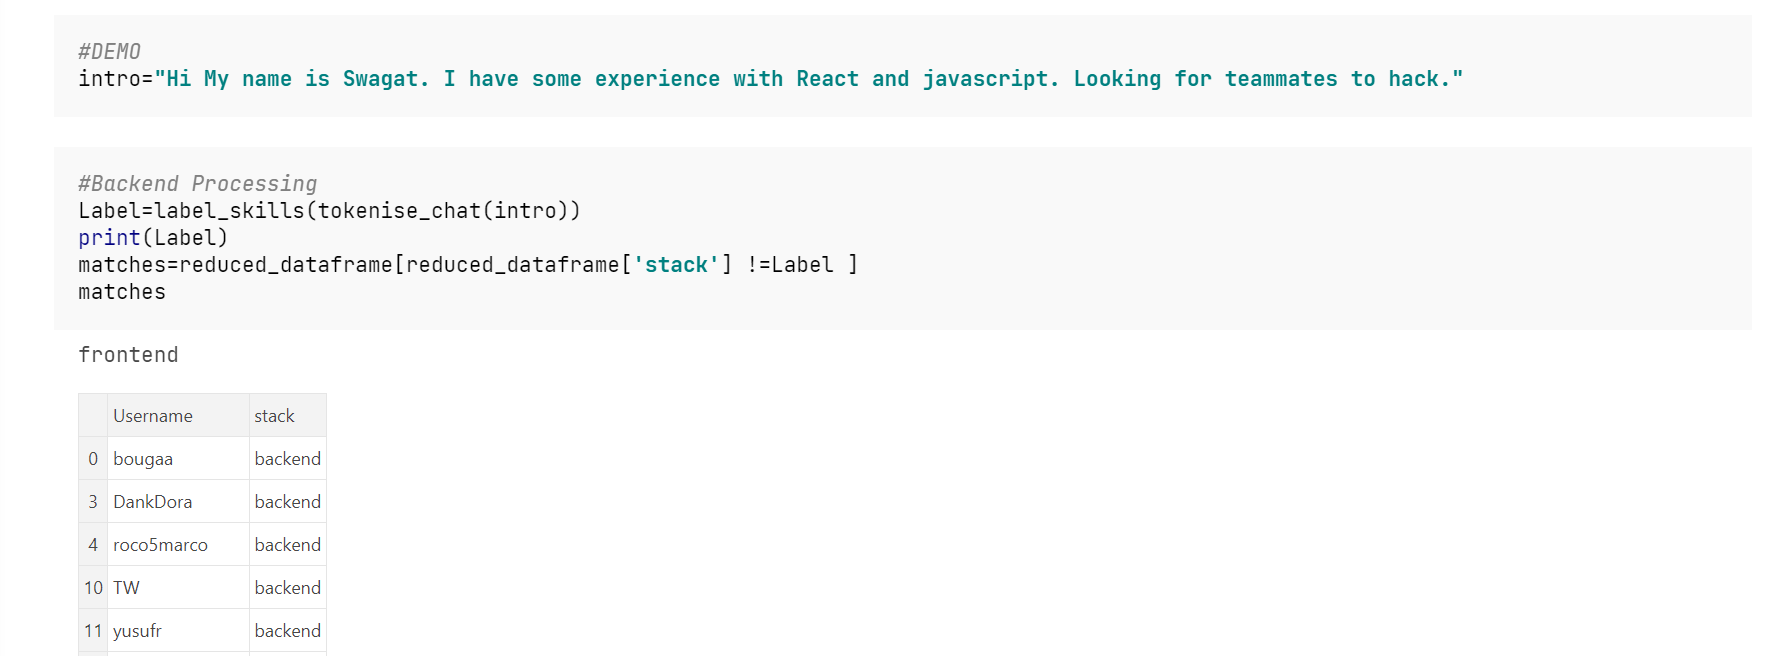 #DEMO
intro="Hi My name is Swagat. I have some experience with React and javascript. Looking for teammates to hack."
#Backend Processing
Label=label_skills(tokenise_chat(intro))
print(Label)
matches=reduced_dataframe[reduced_dataframe['stack'] !=Label ]
matches
frontend
Username stack
0 bougaa backend
3 DankDora backend
4 roco5marco backend
10 TW backend
11 yusufr backend